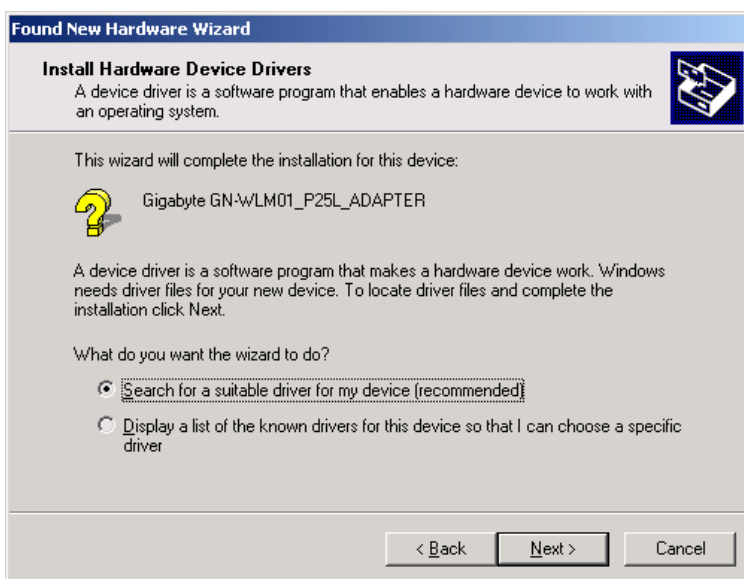 Found New Hardware Wizard
Install Hardware Device Drivers
A device driver is a software program that enables a hardware device to work with
an operating system.
This wizard will complete the installation for this device:
Gigabyte GN-WLM01_P25L_ADAPTER
A device driver is a software program that makes a hardware device work. Windows
needs driver files for your new device. To locate driver files and complete the
installation click Next.
What do you want the wizard to do?
Search for a suitable driver for my device (recommended)
Display a list of the known drivers for this device so that I can choose a specific
driver
< Back Next > Cancel